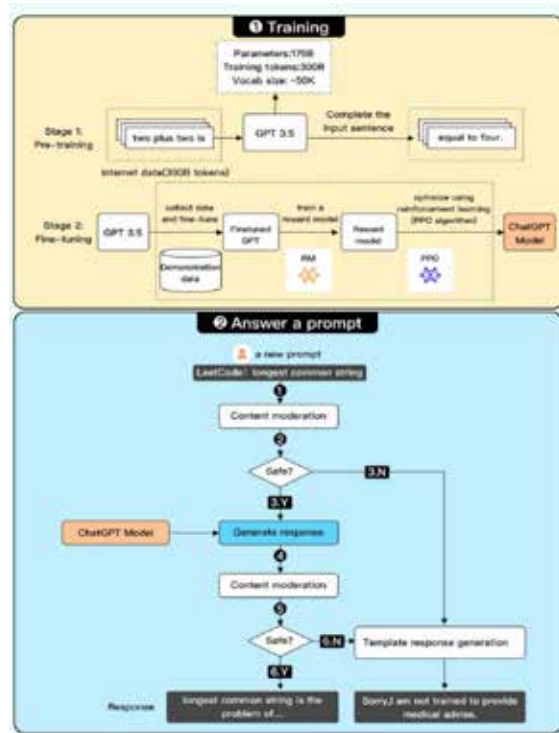 ❶ Training
Parameters:175B
Training tokens:300B
Vocab size: ~50K
Stage 1:
Pre-training
two plus two is
GPT 3.5
Complete the
input sentence
equal to four.
Internet data(300B tokens)
Stage 2:
Fine-tuning
GPT 3.5
collect data
and fine-tune
Finetuned
GPT
train a
reward model
Reward
model
optimize using
reinforcement learning
(PPO algorithm)
ChatGPT
Model
Demonstration
data
RM
PPO
❷ Answer a prompt
a new prompt
LeetCode: longest common string
1
Content moderation
2
Safe?
3.N
3.Y
ChatGPT Model
Generate response
4
Content moderation
5
Safe?
6.N
Template response generation
6.Y
Response
longest common string is the
problem of...
Sorry,I am not trained to provide
medical advise.